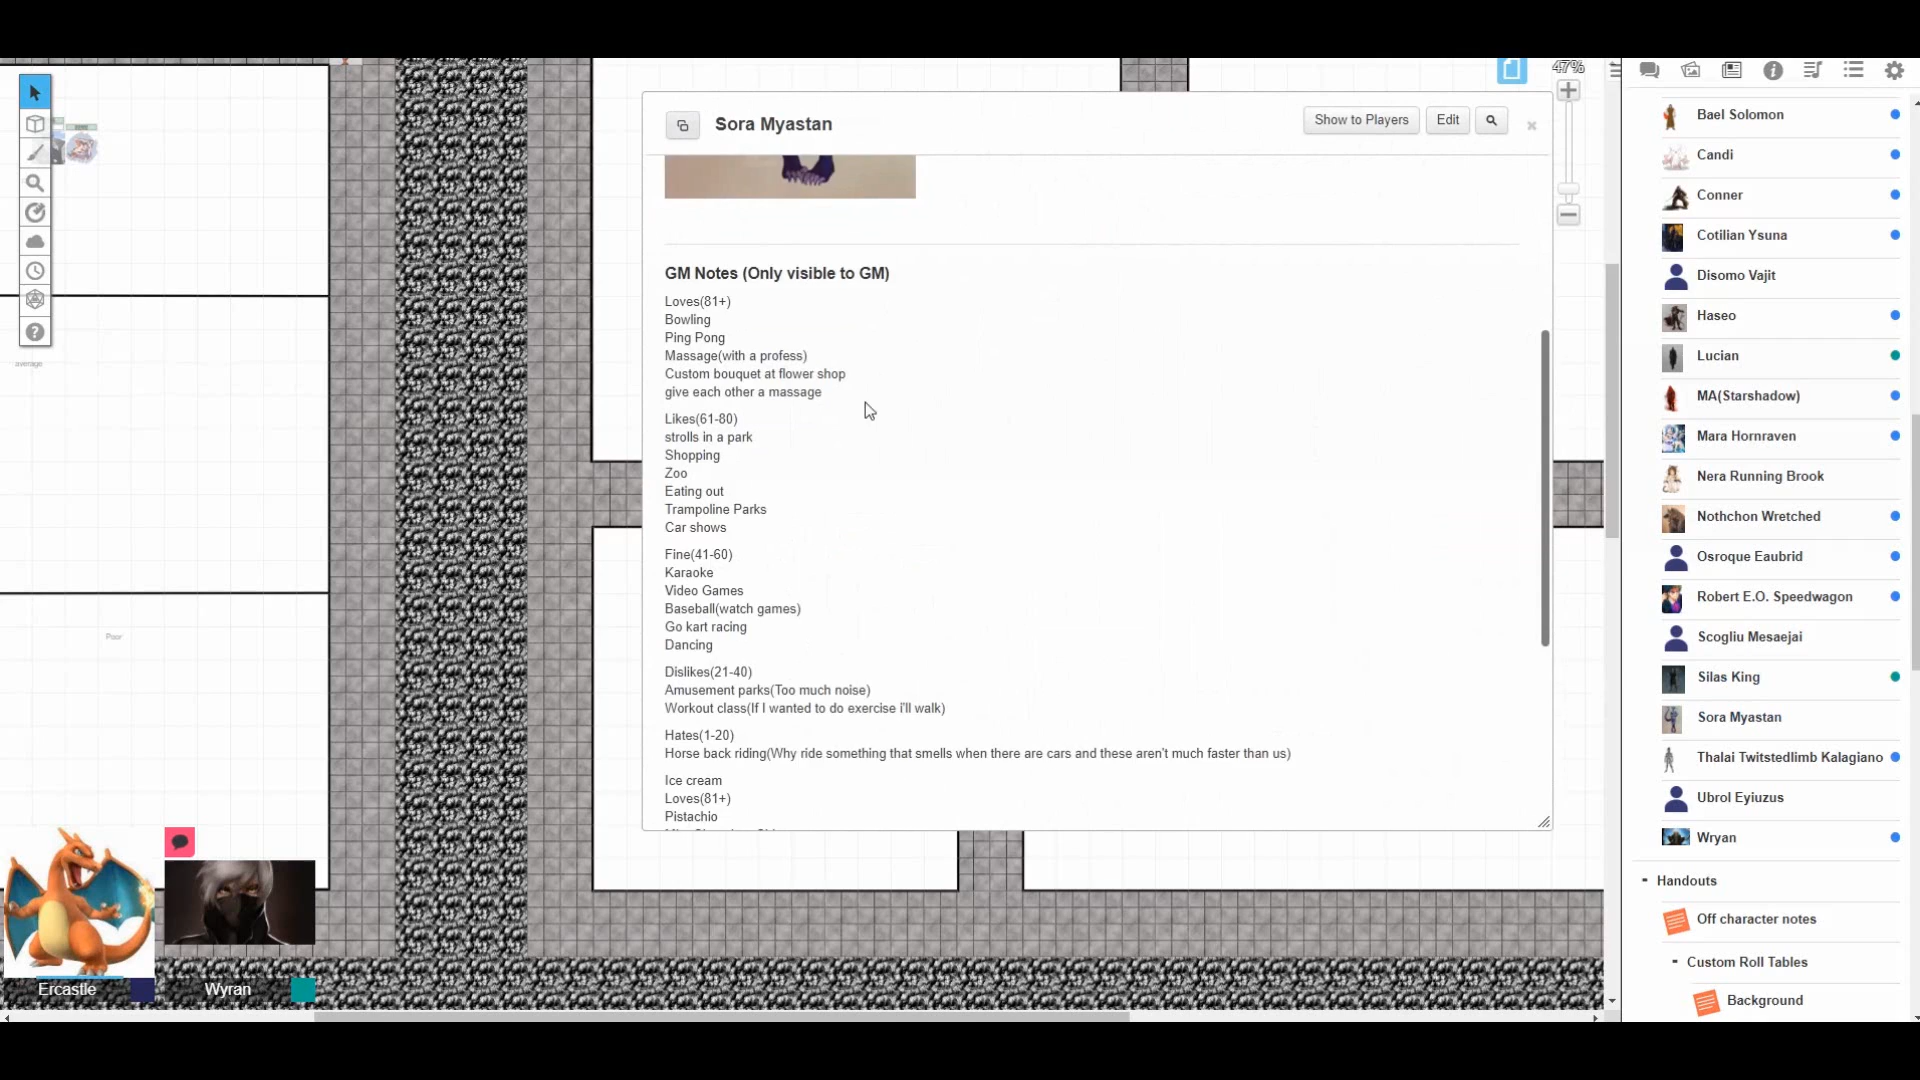 47%
Sora Myastan
Show to Players
Edit
GM Notes (Only visible to GM)
Loves(81+)
Bowling
Ping Pong
Massage(with a profess)
Custom bouquet at flower shop
give each other a massage
Likes(61-80)
strolls in a park
Shopping
Zoo
Eating out
Trampoline Parks
Car shows
Fine(41-60)
Karaoke
Video Games
Baseball(watch games)
Go kart racing
Dancing
Dislikes(21-40)
Amusement parks(Too much noise)
Workout class(If I wanted to do exercise i'll walk)
Hates(1-20)
Horse back riding(Why ride something that smells when there are cars and these aren't much faster than us)
Ice cream
Loves(81+)
Pistachio
average
Poor
Ercastle
Wyran
Bael Solomon
Candi
Conner
Cotilian Ysuna
Disomo Vajit
Haseo
Lucian
MA(Starshadow)
Mara Hornraven
Nera Running Brook
Nothchon Wretched
Osroque Eaubrid
Robert E.O. Speedwagon
Scogliu Mesaejai
Silas King
Sora Myastan
Thalai Twitstedlimb Kalagiano
Ubrol Eyiuzus
Wryan
Handouts
Off character notes
Custom Roll Tables
Background